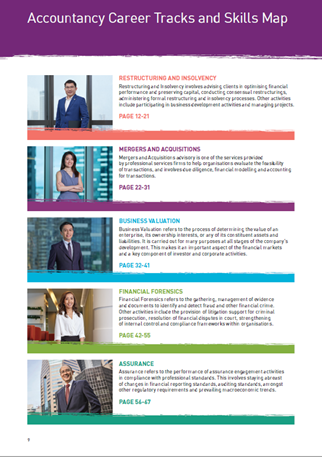 Accountancy Career Tracks and Skills Map
RESTRUCTURING AND INSOLVENCY
Restructuring and Insolvency involves advising clients in optimising financial
performance and preserving capital, conducting consensual restructurings,
administering formal restructuring and insolvency processes. Other activities
include participating in business development activities and managing projects.
PAGE 12-21
MERGERS AND ACQUISITIONS
Mergers and Acquisitions advisory is one of the services provided
by professional services firms to help organisations evaluate the feasibility
of transactions, and involves due diligence, financial modelling and accounting
for transactions.
PAGE 22-31
BUSINESS VALUATION
Business Valuation refers to the process of determining the value of an
enterprise, its ownership interests, or any of its constituent assets and
liabilities. It is carried out for many purposes at all stages of the company's
development. This makes it an important aspect of the financial markets
and a key component of investor and corporate activities.
PAGE 32-41
FINANCIAL FORENSICS
Financial Forensics refers to the gathering, management of evidence
and documents to identify and detect fraud and other financial crime.
Other activities include the provision of litigation support for criminal
prosecution, resolution of financial disputes in court, strengthening
of internal control and compliance frameworks within organisations.
PAGE 42-55
ASSURANCE
Assurance refers to the performance of assurance engagement activities
in compliance with professional standards. This involves staying abreast
of changes in financial reporting standards, auditing standards, amongst
other regulatory requirements and prevailing macroeconomic trends.
PAGE 56-67